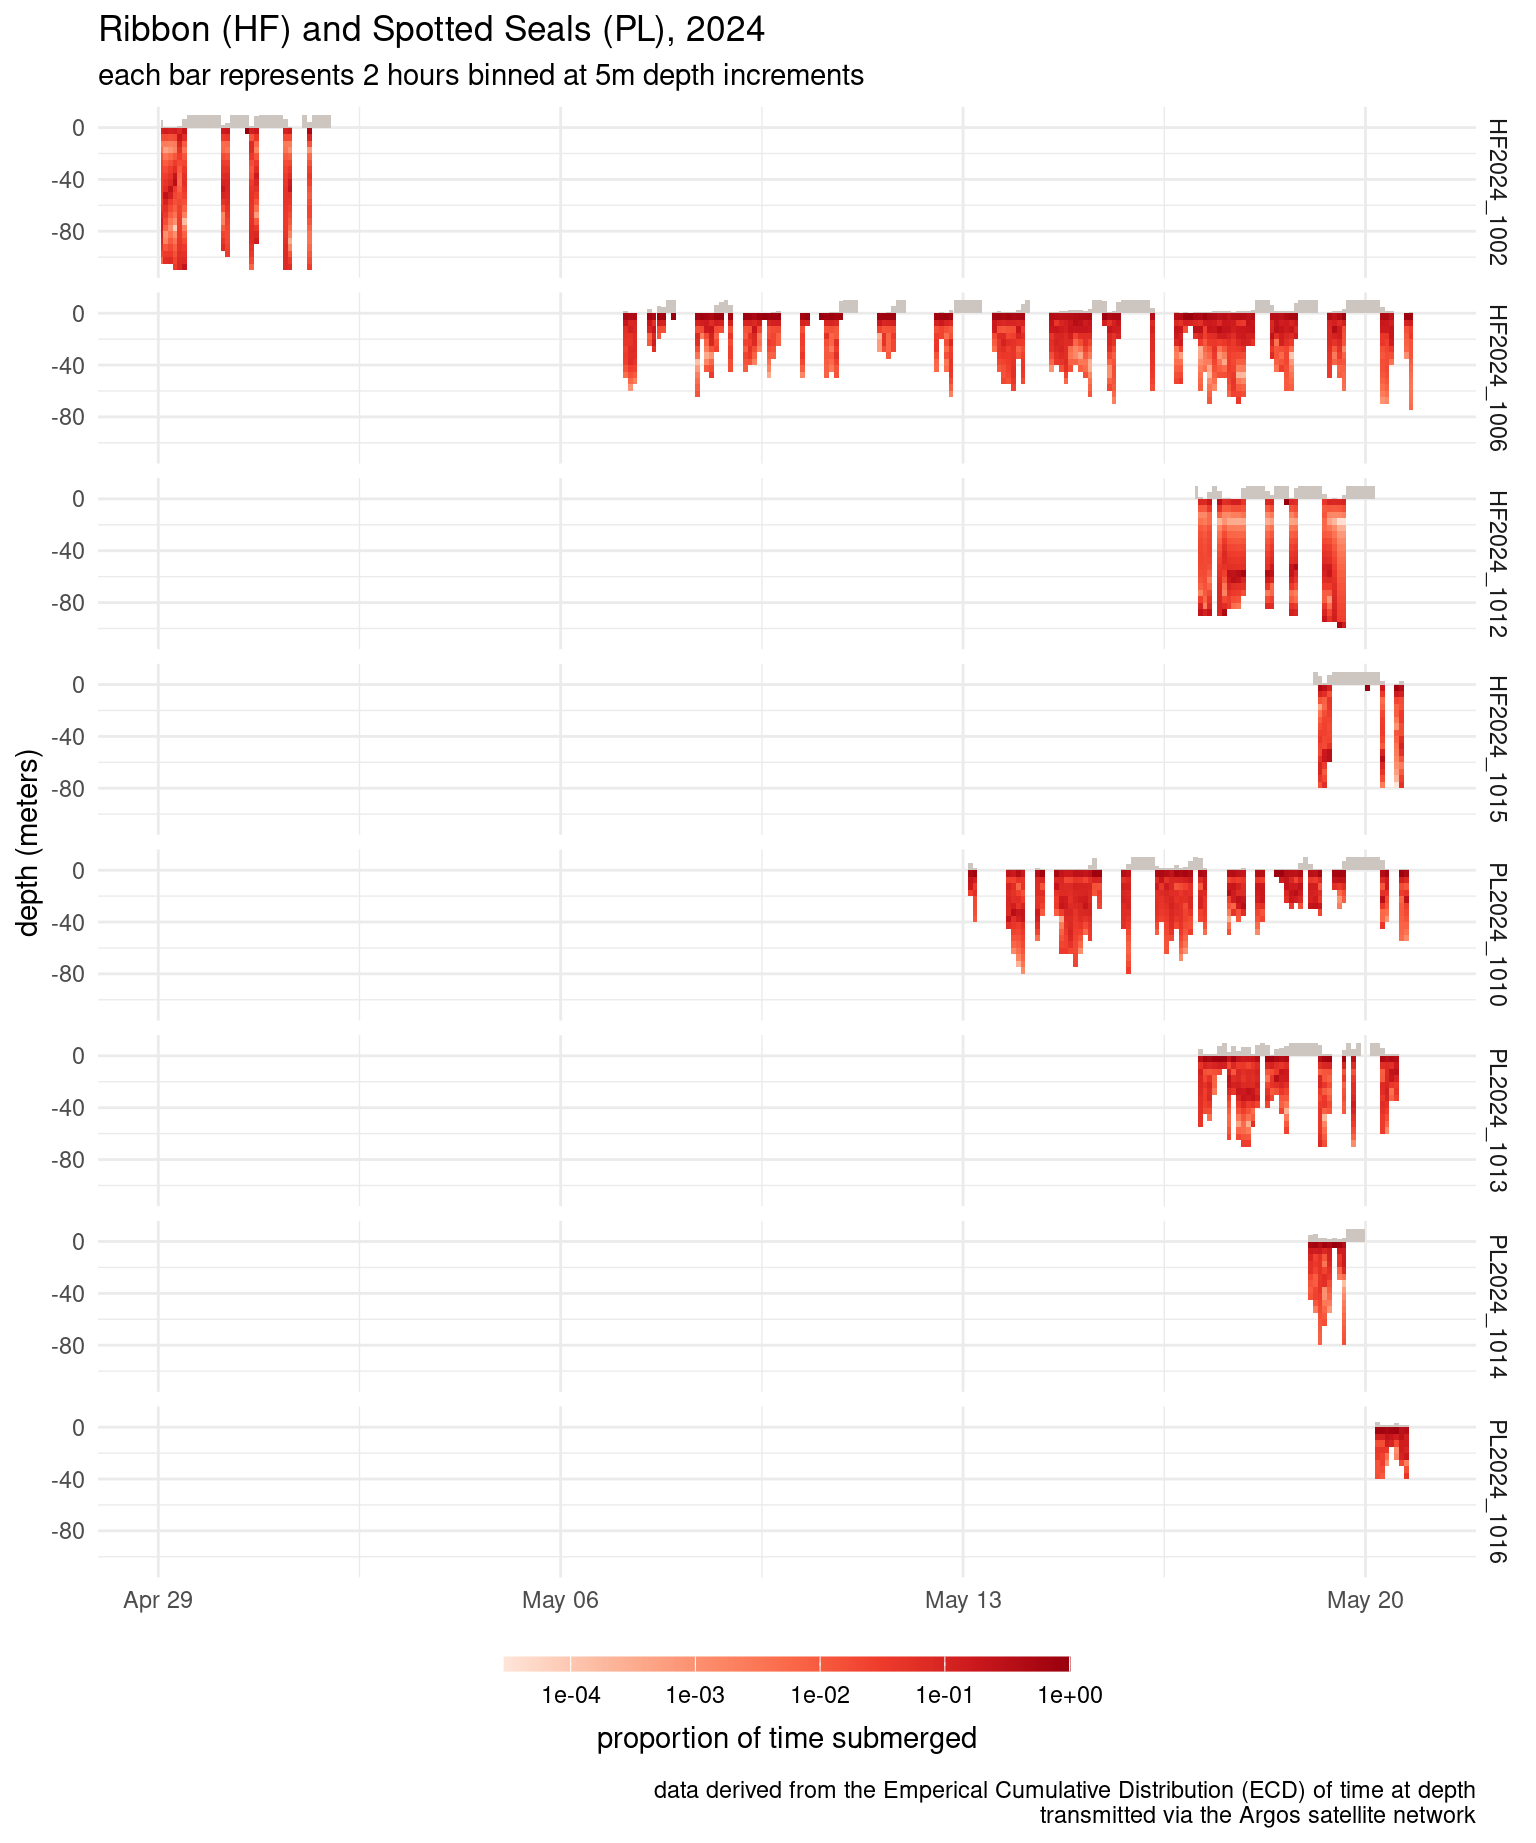 Ribbon (HF) and Spotted Seals (PL), 2024
each bar represents 2 hours binned at 5m depth increments
0
-40
-80
HF2024_1002
0
-40
-80
HF2024_1006
0
-40
-80
HF2024_1012
0
-40
-80
HF2024_1015
depth (meters)
0
-40
-80
PL2024_1010
0
-40
-80
PL2024_1013
0
-40
-80
PL2024_1014
0
-40
-80
PL2024_1016
Apr 29 May 06 May 13 May 20
1e-04 1e-03 1e-02 1e-01 1e+00
proportion of time submerged
data derived from the Emperical Cumulative Distribution (ECD) of time at depth
transmitted via the Argos satellite network